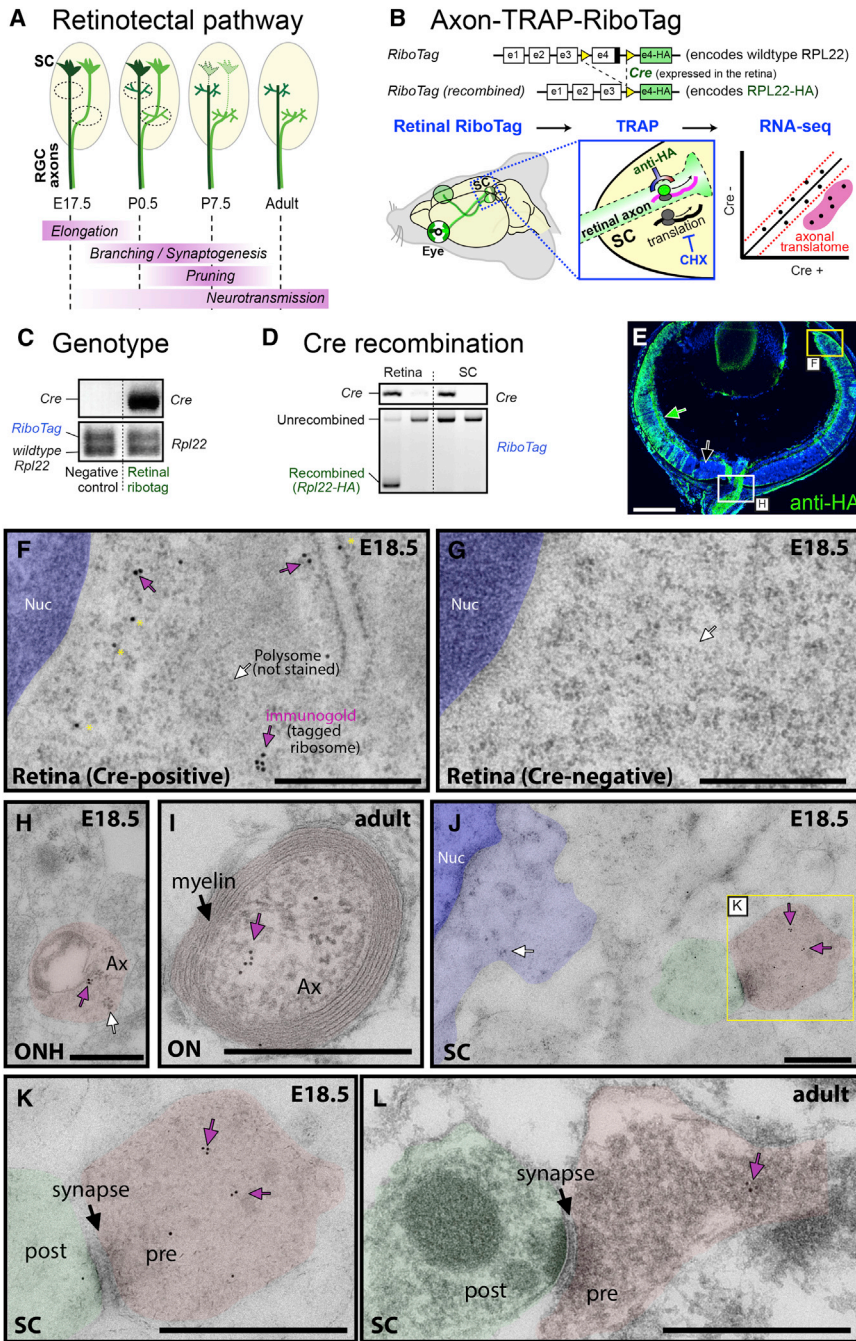 A Retinotectal pathway
SC
RGC axons
E17.5 P0.5 P7.5 Adult
Elongation
Branching / Synaptogenesis
Pruning
Neurotransmission
B Axon-TRAP-RiboTag
RiboTag e1 e2 e3 e4 e4-HA (encodes wildtype RPL22)
Cre (expressed in the retina)
RiboTag (recombined) e1 e2 e3 e4-HA (encodes RPL22-HA)
Retinal RiboTag TRAP RNA-seq
SC
Eye
anti-HA
retinal axon
SC
translation
CHX
Cre -
axonal
translatome
Cre +
C Genotype
Cre Cre
RiboTag
wildtype
Rpl22
Rpl22
Negative
control
Retinal
ribotag
D Cre recombination
Retina SC
Cre Cre
Unrecombined
RiboTag
Recombined
(Rpl22-HA)
E
F
H
anti-HA
F E18.5
Nuc
Polysome
(not stained)
immunogold
(tagged
ribosome)
Retina (Cre-positive)
G E18.5
Nuc
Retina (Cre-negative)
H E18.5
Ax
ONH
I adult
myelin
Ax
ON
J E18.5
Nuc
K
SC
K E18.5
synapse
post pre
SC
L adult
synapse
post pre
SC